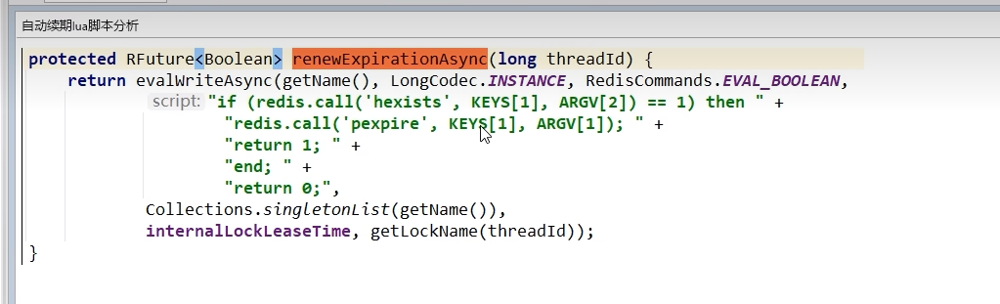 自动续期lua脚本分析
protected RFuture<Boolean> renewExpirationAsync(long threadId) {
return evalWriteAsync(getName(), LongCodec.INSTANCE, RedisCommands.EVAL_BOOLEAN,
script: "if (redis.call('hexists', KEYS[1], ARGV[2]) == 1) then " +
"redis.call('pexpire', KEYS[1], ARGV[1]); " +
"return 1; " +
"end; " +
"return 0;",
Collections.singletonList(getName()),
internalLockLeaseTime, getLockName(threadId));
}